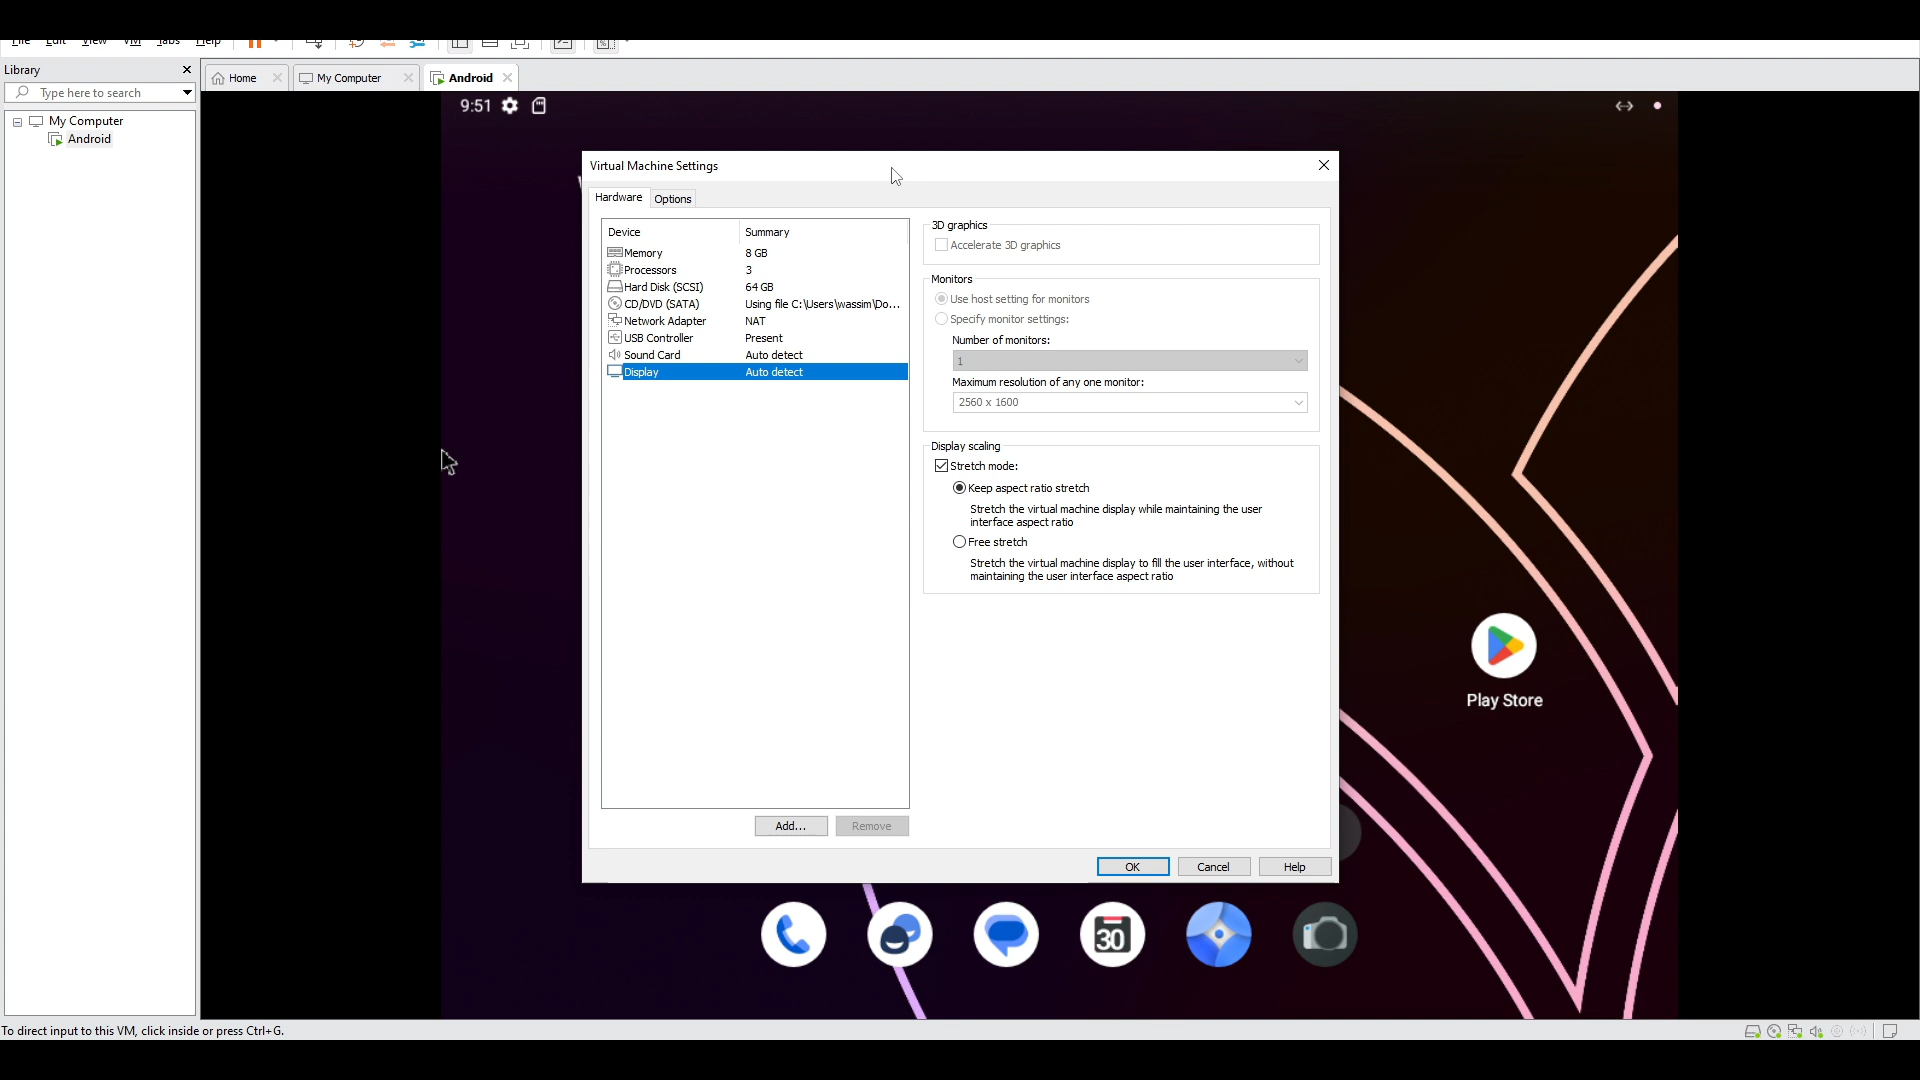 File Edit View VM Tabs Help
Library
Home
My Computer
Android
Type here to search
My Computer
Android
9:51
Virtual Machine Settings
Hardware
Options
Device
Summary
Memory
8 GB
Processors
3
Hard Disk (SCSI)
64 GB
CD/DVD (SATA)
Using file C:\Users\wassim\Do...
Network Adapter
NAT
USB Controller
Present
Sound Card
Auto detect
Display
Auto detect
Add...
Remove
3D graphics
Accelerate 3D graphics
Monitors
Use host setting for monitors
Specify monitor settings:
Number of monitors:
1
Maximum resolution of any one monitor:
2560 x 1600
Display scaling
Stretch mode:
Keep aspect ratio stretch
Stretch the virtual machine display while maintaining the user
interface aspect ratio
Free stretch
Stretch the virtual machine display to fill the user interface, without
maintaining the user interface aspect ratio
OK
Cancel
Help
Play Store
30
To direct input to this VM, click inside or press Ctrl+G.